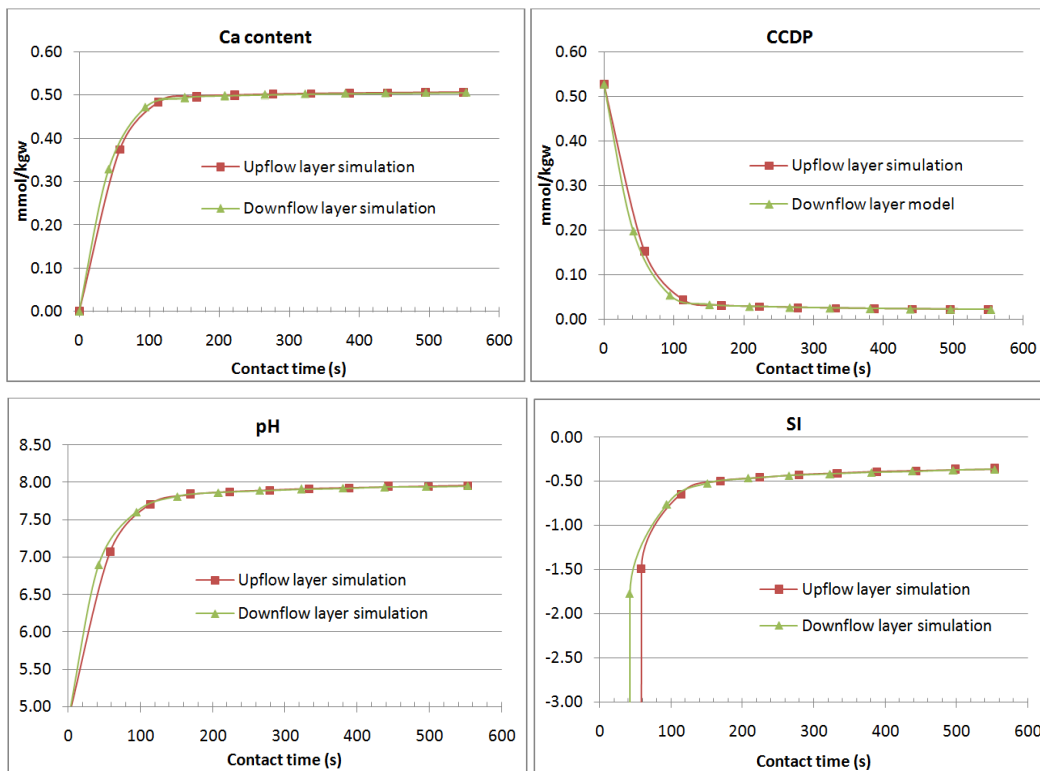 Ca content
0.60
0.50
0.40
0.30
0.20
0.10
0.00
mmol/kgw
Upflow layer simulation
Downflow layer simulation
0 100 200 300 400 500 600
Contact time (s)
CCDP
0.60
0.50
0.40
0.30
0.20
0.10
0.00
mmol/kgw
Upflow layer simulation
Downflow layer model
0 100 200 300 400 500 600
Contact time (s)
pH
8.50
8.00
7.50
7.00
6.50
6.00
5.50
5.00
Upflow layer simulation
Downflow layer simulation
0 100 200 300 400 500 600
Contact time (s)
SI
0.00
-0.50
-1.00
-1.50
-2.00
-2.50
-3.00
Upflow layer simulation
Downflow layer simulation
0 100 200 300 400 500 600
Contact time (s)